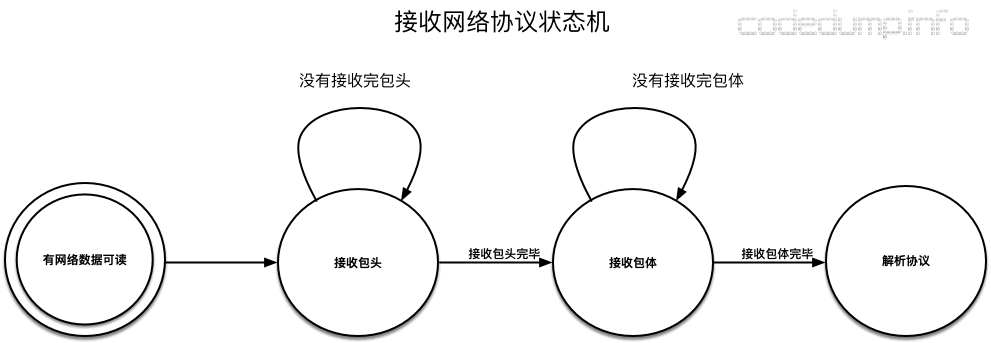 接收网络协议状态机
codedumpinfo
没有接收完包头
没有接收完包体
有网络数据可读
接收包头
接收包头完毕
接收包体
接收包体完毕
解析协议